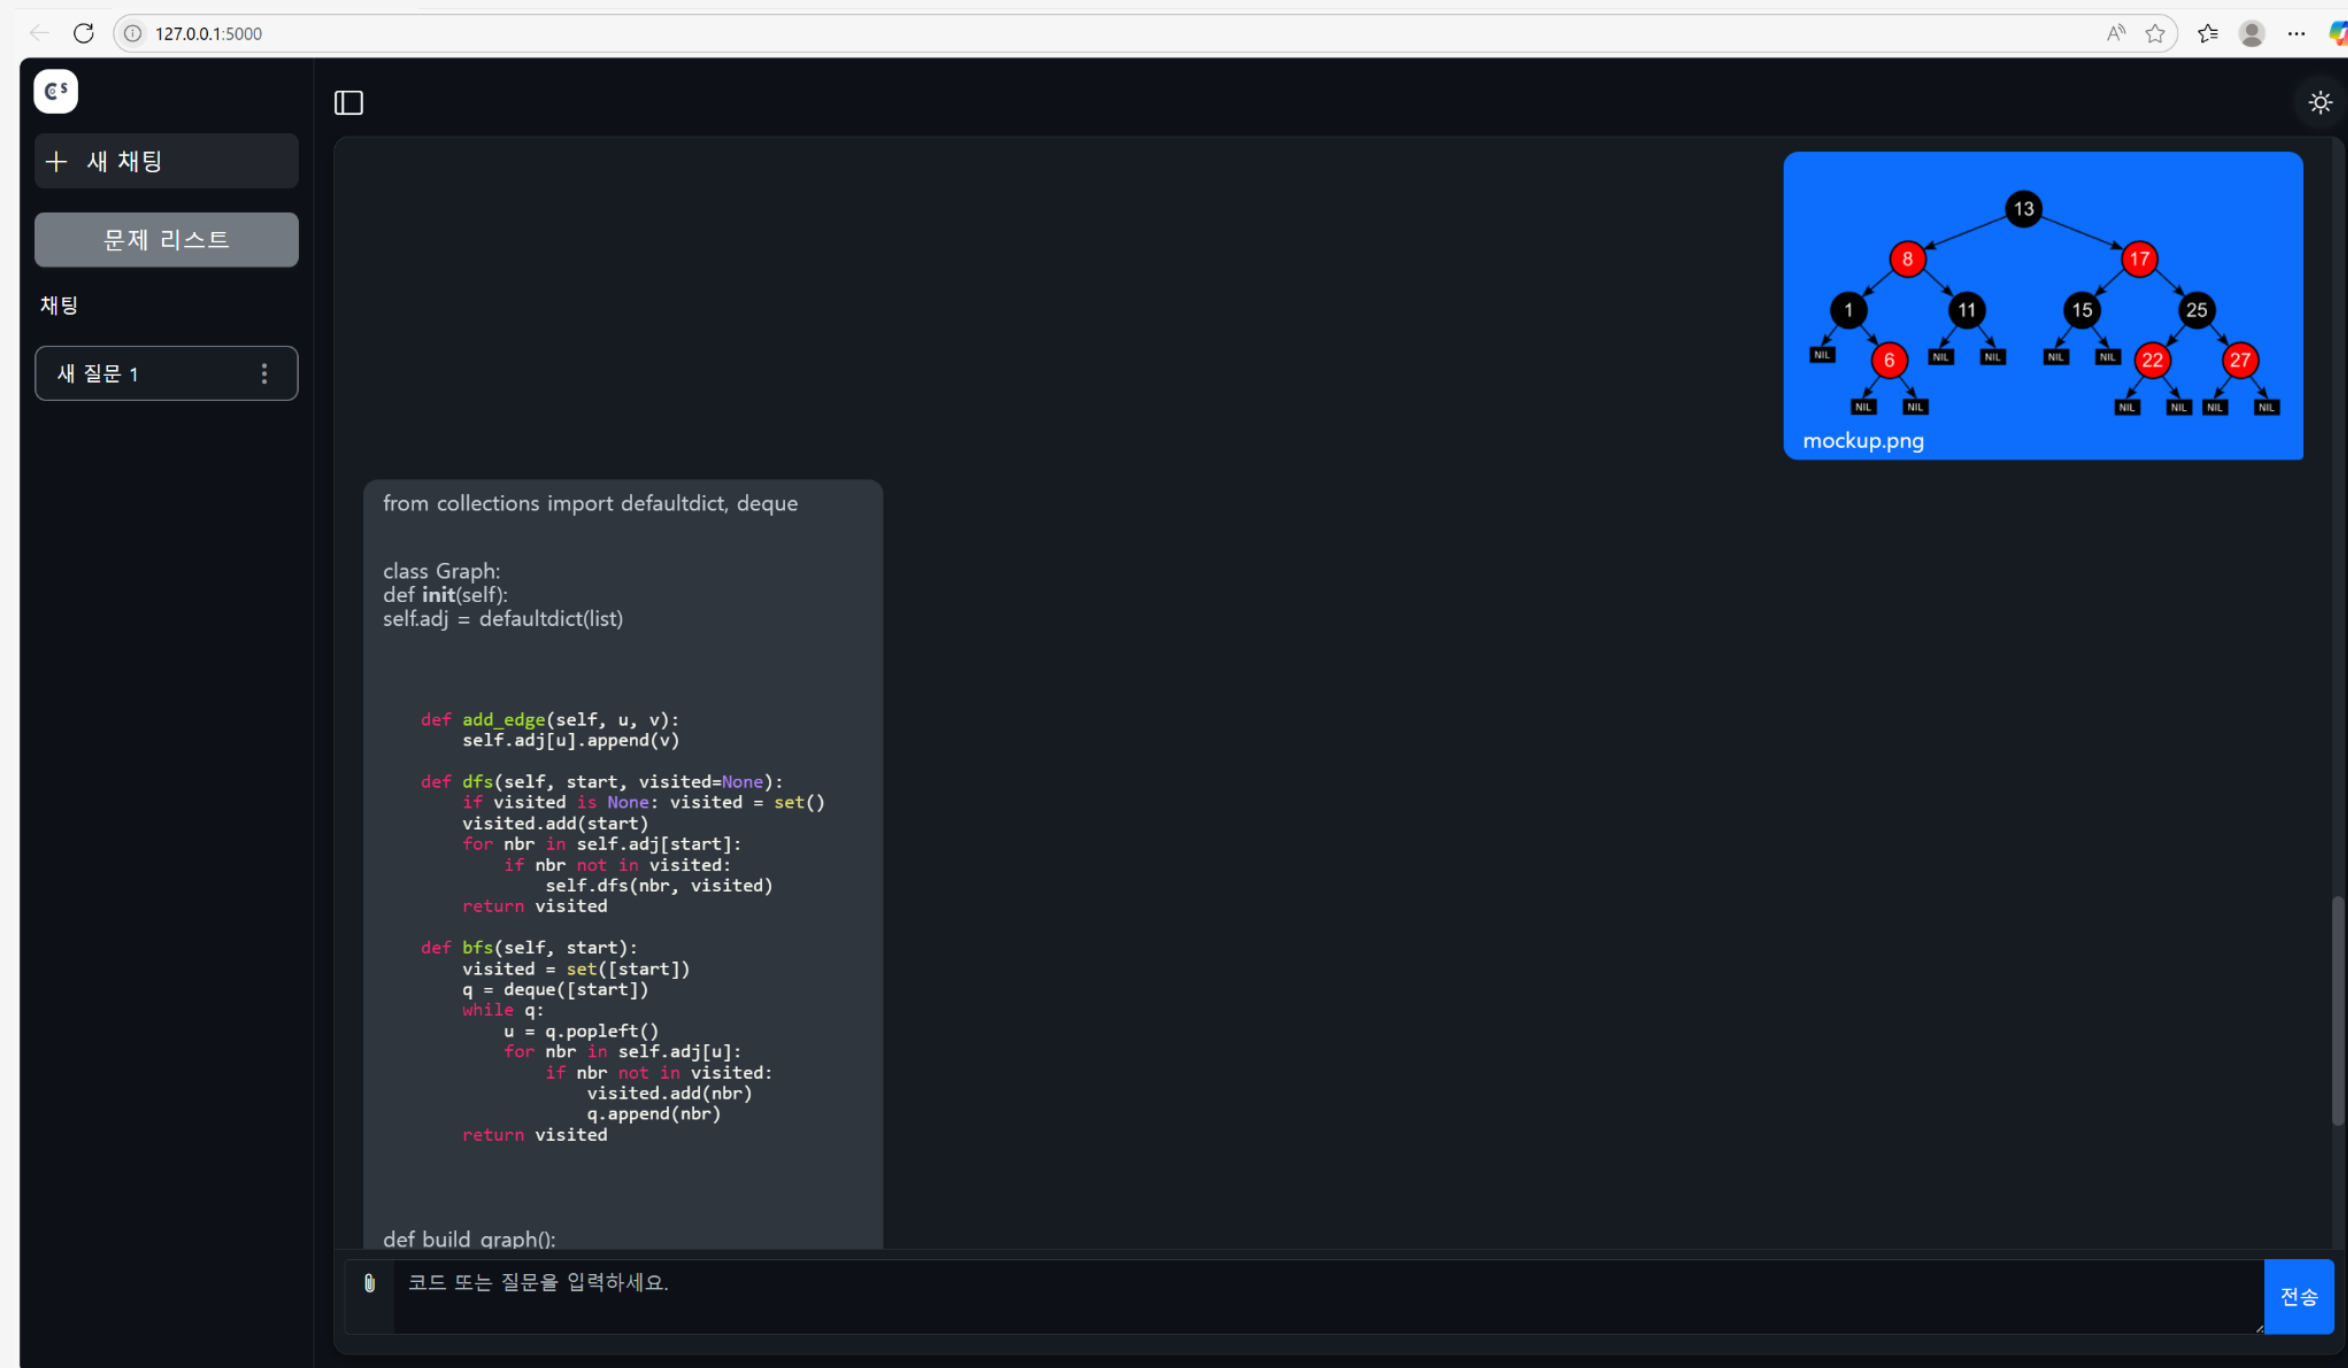 127.0.0.1:5000
CS
+ 새 채팅
문제 리스트
채팅
새 질문 1
13
8 17
1 11 15 25
NIL 6 NIL NIL NIL NIL 22 27
NIL NIL NIL NIL NIL NIL
mockup.png
from collections import defaultdict, deque
class Graph:
def init(self):
self.adj = defaultdict(list)
def add_edge(self, u, v):
self.adj[u].append(v)
def dfs(self, start, visited=None):
if visited is None: visited = set()
visited.add(start)
for nbr in self.adj[start]:
if nbr not in visited:
self.dfs(nbr, visited)
return visited
def bfs(self, start):
visited = set([start])
q = deque([start])
while q:
u = q.popleft()
for nbr in self.adj[u]:
if nbr not in visited:
visited.add(nbr)
q.append(nbr)
return visited
def build_graph():
코드 또는 질문을 입력하세요.
전송